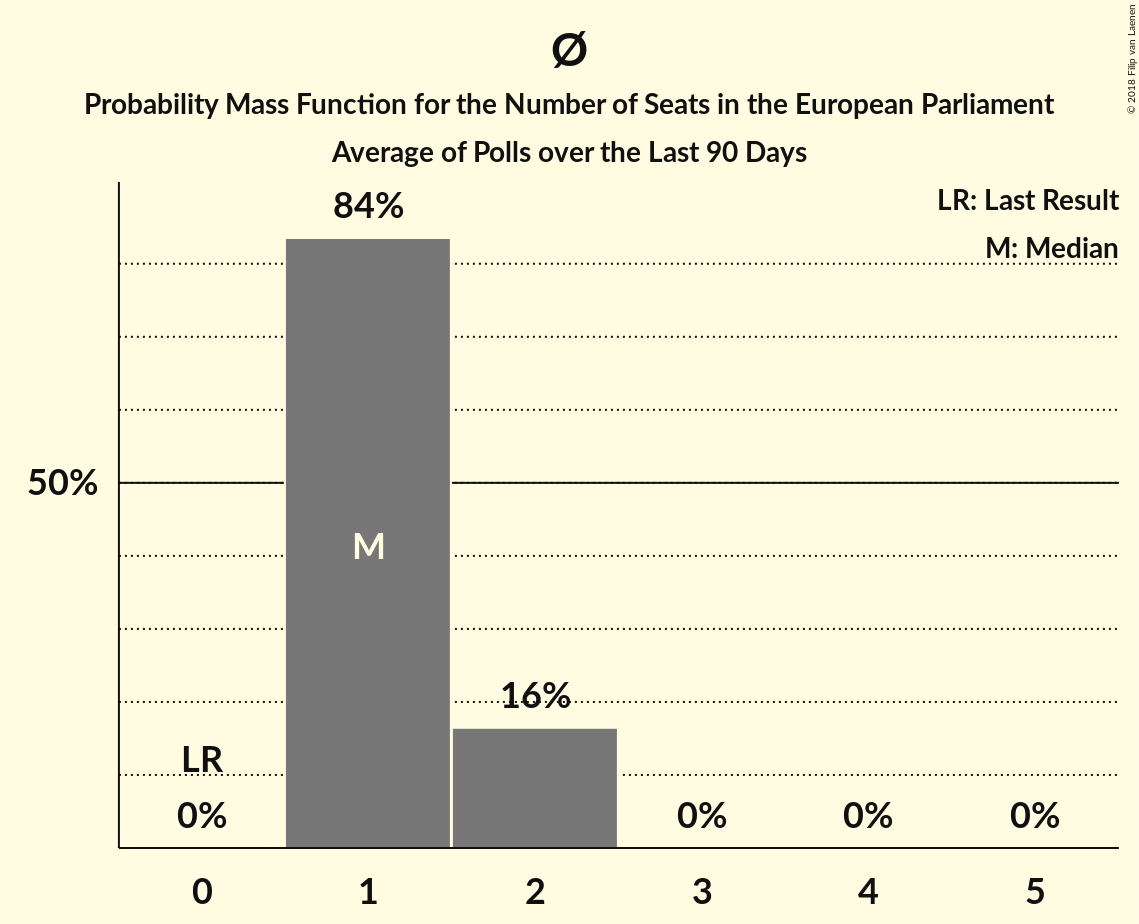 Ø
Probability Mass Function for the Number of Seats in the European Parliament
Average of Polls over the Last 90 Days
© 2018 Filip van Laenen
LR: Last Result
M: Median
84%
50%
M
16%
LR
0%
0%
0%
0%
0
1
2
3
4
5